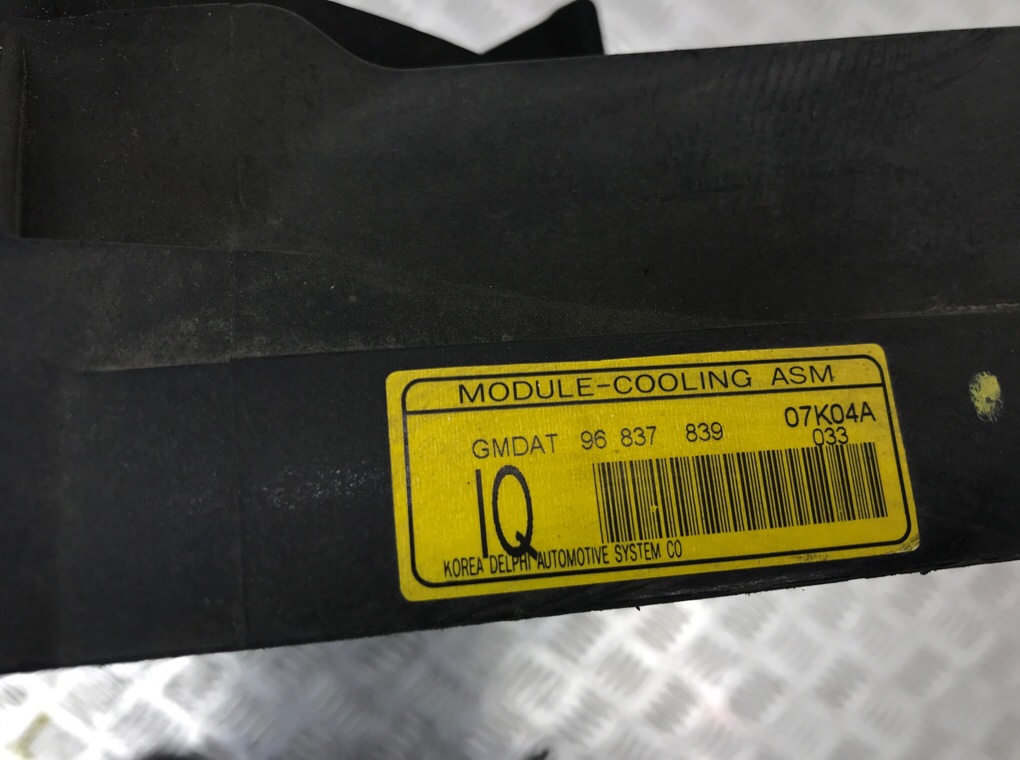 MODULE-COOLING ASM
GMDAT 96 837 839 07K04A
033
IQ
KOREA DELPHI AUTOMOTIVE SYSTEM CO